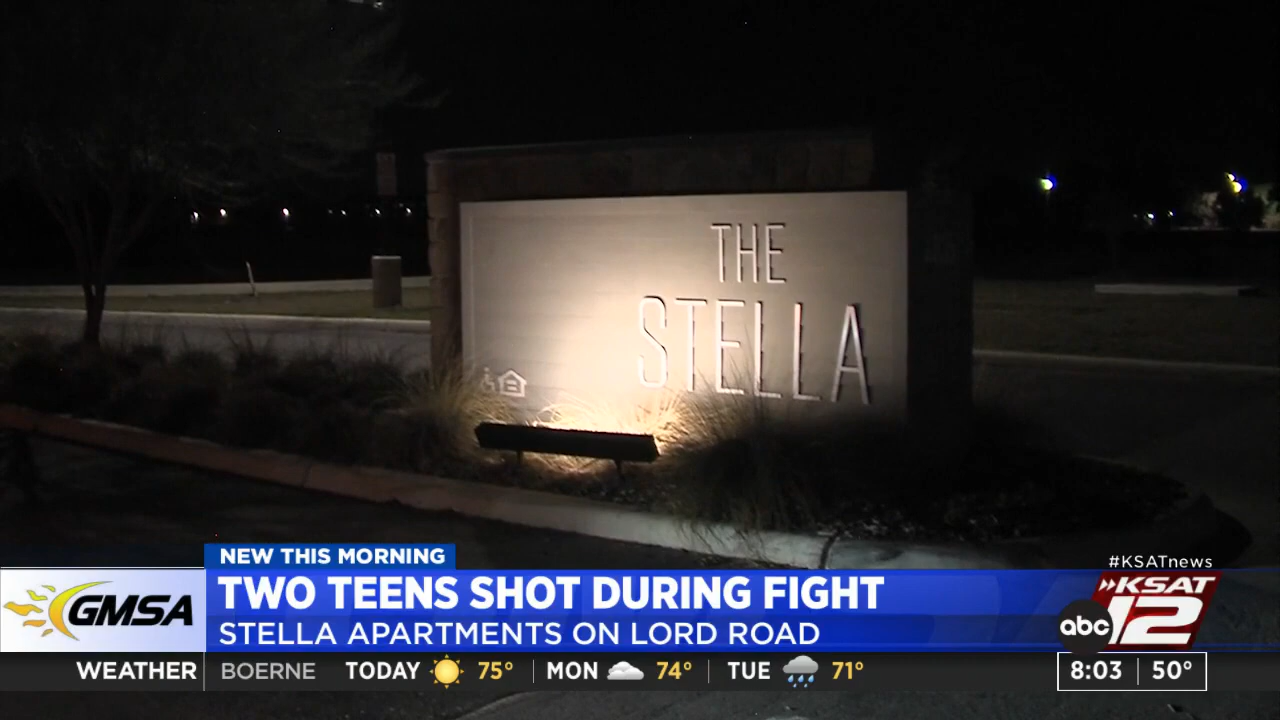 THE
STELLA
NEW THIS MORNING
#KSATnews
GMSA
TWO TEENS SHOT DURING FIGHT
STELLA APARTMENTS ON LORD ROAD
KSAT
abc 12
WEATHER BOERNE TODAY 75° MON 74° TUE 71° 8:03 50°